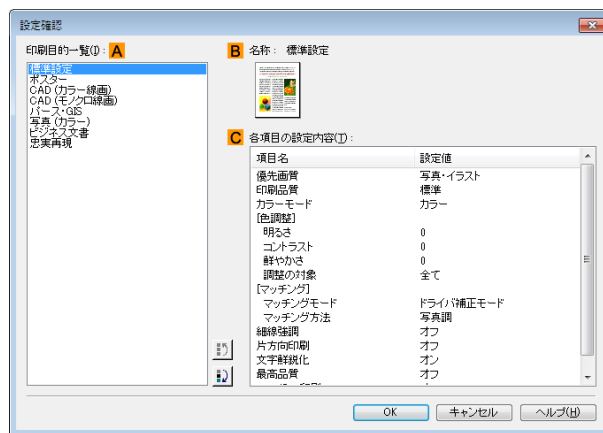 設定確認
印刷目的一覧(I): A
標準設定
ポスター
CAD (カラー線画)
CAD (モノクロ線画)
パース・GIS
写真 (カラー)
ビジネス文書
忠実再現
B 名称: 標準設定
C 各項目の設定内容(T):
項目名 設定値
優先画質 写真・イラスト
印刷品質 標準
カラーモード カラー
[色調整]
明るさ 0
コントラスト 0
鮮やかさ 0
調整の対象 全て
[マッチング]
マッチングモード ドライバ補正モード
マッチング方法 写真調
細線強調 オフ
片方向印刷 オフ
文字鮮鋭化 オン
最高品質 オフ
OK キャンセル ヘルプ(H)